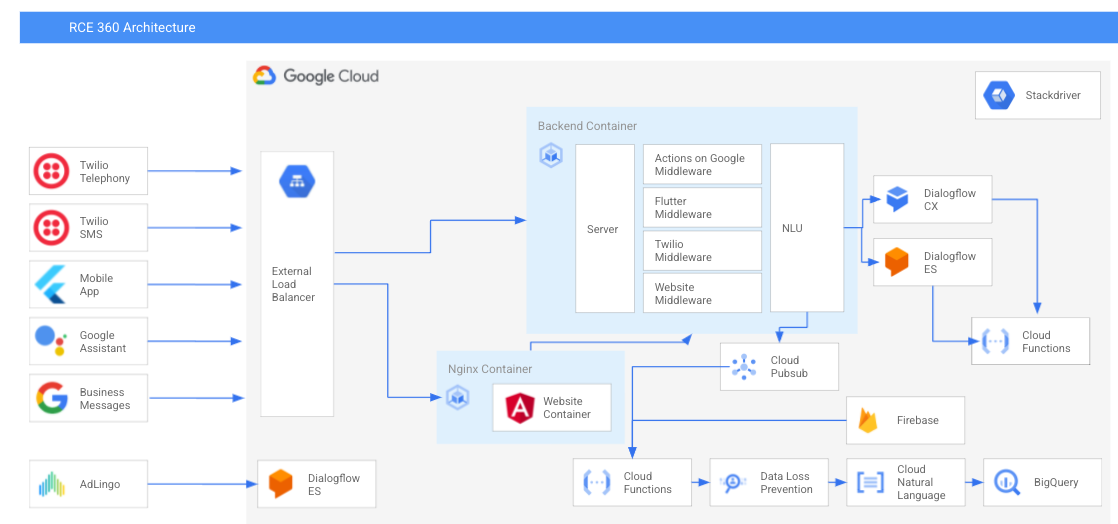 RCE 360 Architecture
Google Cloud
Stackdriver
Twilio
Telephony
Twilio
SMS
Mobile
App
Google
Assistant
Business
Messages
AdLingo
External
Load
Balancer
Dialogflow
ES
Backend Container
Server
Actions on Google
Middleware
Flutter
Middleware
Twilio
Middleware
Website
Middleware
NLU
Dialogflow
CX
Dialogflow
ES
Cloud
Functions
Nginx Container
Website
Container
Cloud
Pubsub
Firebase
Cloud
Functions
Data Loss
Prevention
Cloud
Natural
Language
BigQuery